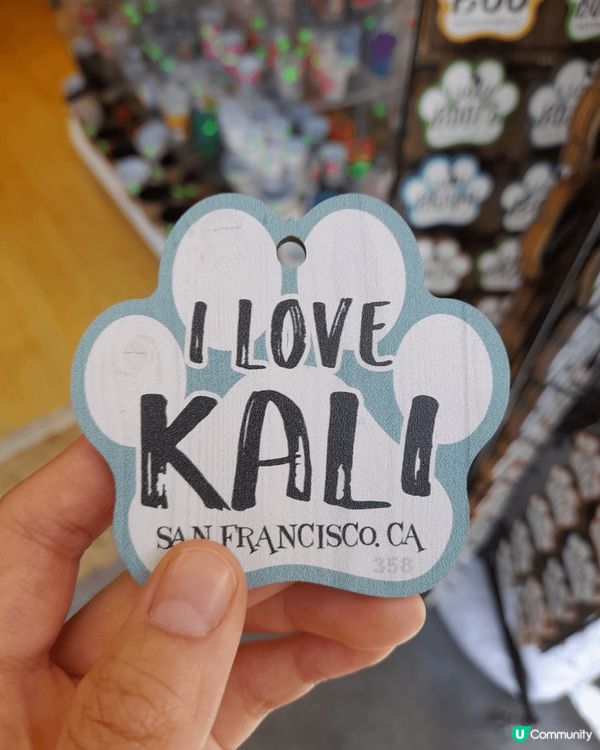 I LOVE
KALI
SAN FRANCISCO, CA
358
U Community